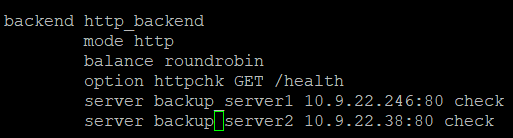 backend http_backend
mode http
balance roundrobin
option httpchk GET /health
server backup_server1 10.9.22.246:80 check
server backup_server2 10.9.22.38:80 check